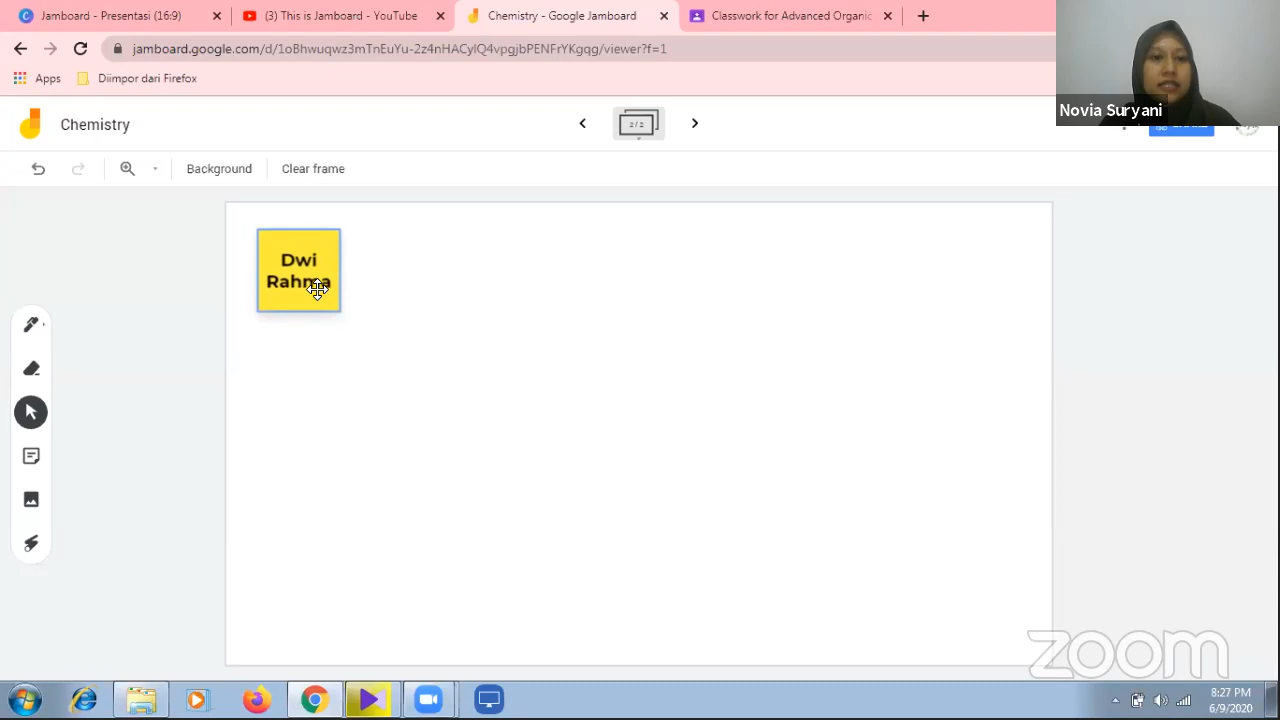 Jamboard - Presentasi (16:9)
(3) This is Jamboard - YouTube
Chemistry - Google Jamboard
Classwork for Advanced Organic
jamboard.google.com/d/1oBhwuqwz3mTnEuYu-2z4nHACylQ4vpgjbPENFrYKgqg/viewer?f=1
Apps
Diimpor dari Firefox
Novia Suryani
Chemistry
2 / 2
Background
Clear frame
Dwi
Rahma
zoom
8:27 PM
6/9/2020